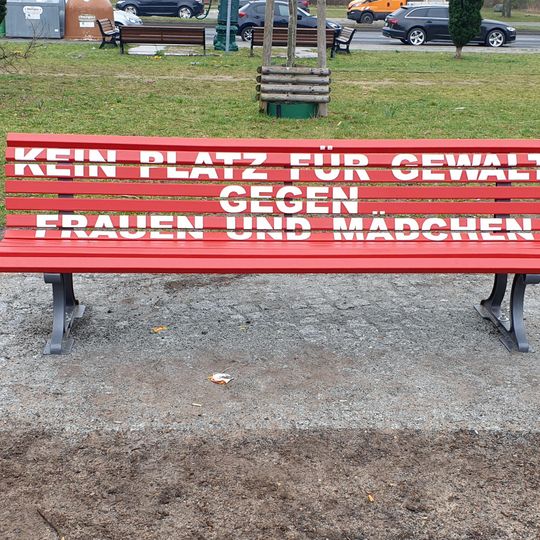 KEIN PLATZ FÜR GEWALT
GEGEN
FRAUEN UND MÄDCHEN